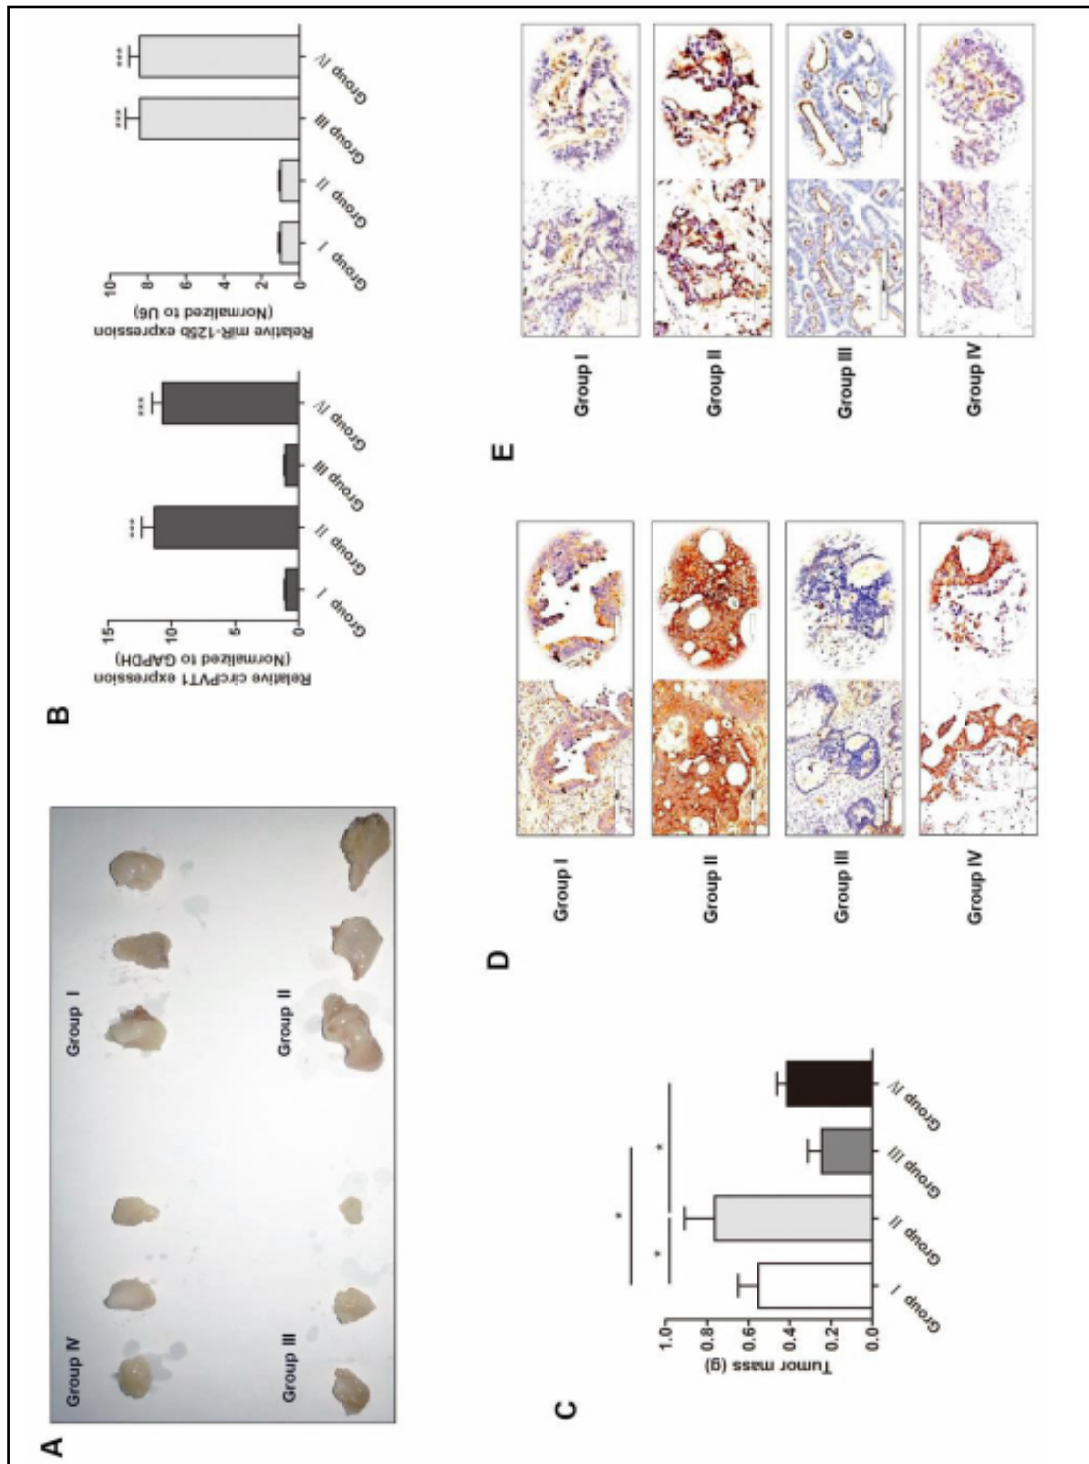 A
Group IV
Group I
Group III
Group II
B
Relative circPVT1 expression
(Normalized to GAPDH)
15
10
5
0
***
***
Group I
Group II
Group III
Group IV
Relative miR-125b expression
(Normalized to U6)
10
8
6
4
2
0
***
***
Group I
Group II
Group III
Group IV
C
Tumor mass (g)
1.0
0.8
0.6
0.4
0.2
0.0
*
*
*
Group I
Group II
Group III
Group IV
D
Group I
Group II
Group III
Group IV
E
Group I
Group II
Group III
Group IV